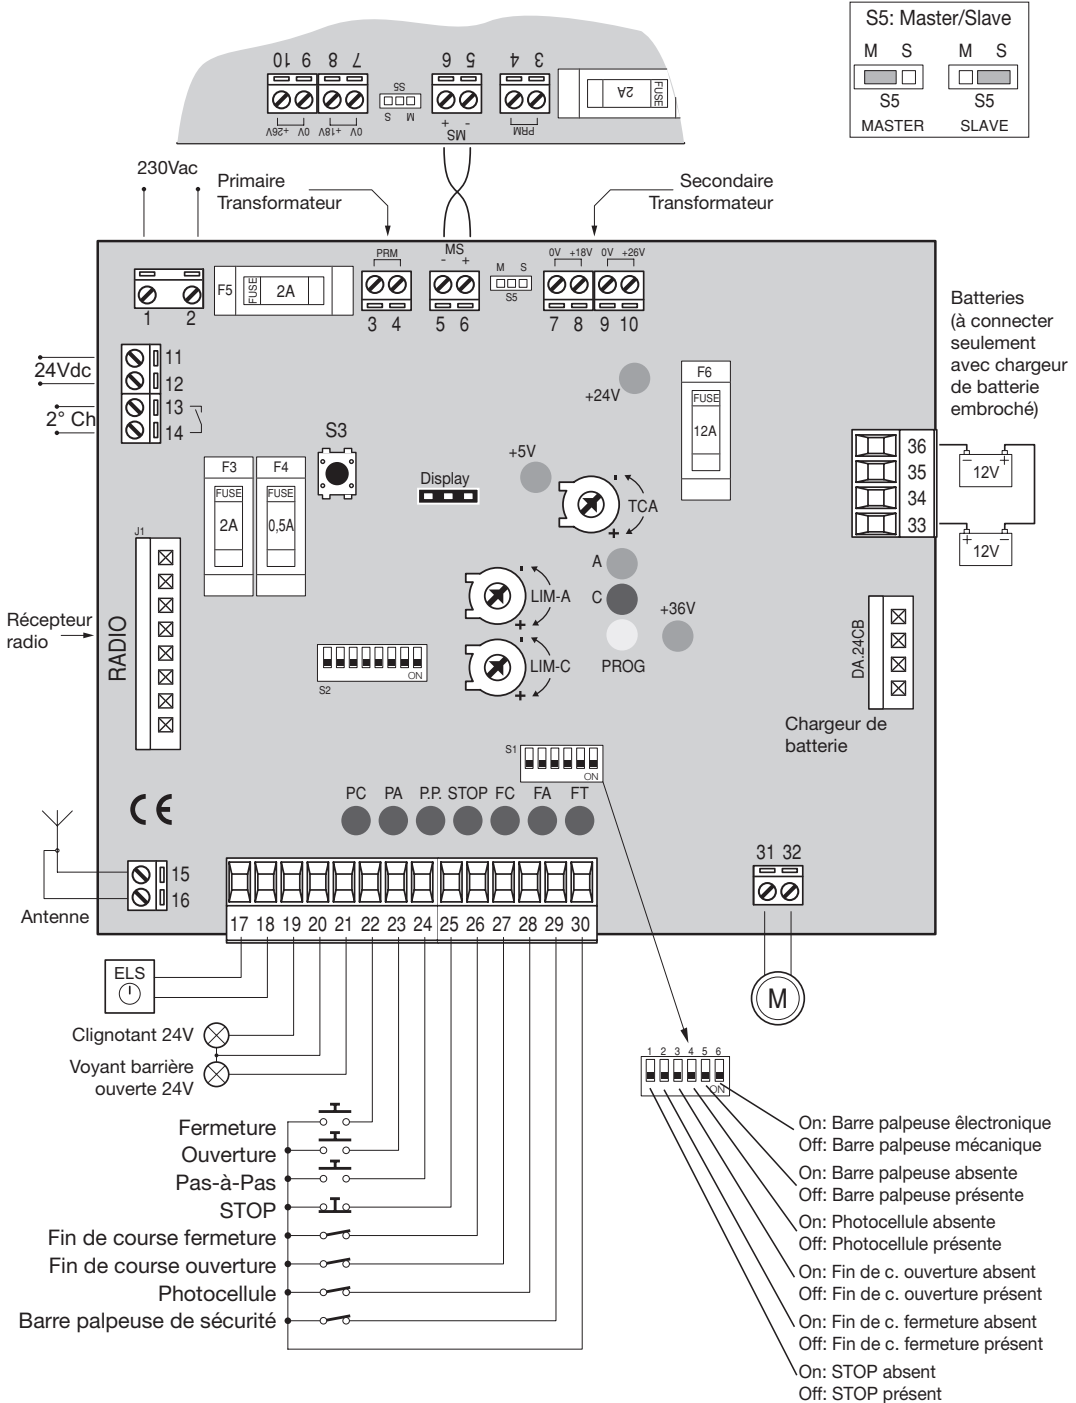 S5: Master/Slave
M S M S
S5 S5
MASTER SLAVE
10 9 8 7 6 5 4 3
S5
S M
+26V 0V +18V 0V
+ -
MS
PRM
2A
FUSE
230Vac
Primaire
Transformateur
Secondaire
Transformateur
PRM
MS
- +
M S
S5
0V +18V 0V +26V
F5
FUSE
2A
1 2
3 4
5 6
7 8 9 10
11
12
13
14
24Vdc
2° Ch
Batteries
(à connecter
seulement
avec chargeur
de batterie
embroché)
F6
FUSE
12A
+24V
S3
+5V
Display
F3
FUSE
2A
F4
FUSE
0,5A
- TCA +
36
35
34
33
- +
12V
+ -
12V
J1
RADIO
Récepteur
radio
A
C
PROG
+36V
- LIM-A +
- LIM-C +
S2
ON
DA.24CB
Chargeur de
batterie
S1
ON
PC PA P.P. STOP FC FA FT
CE
15
16
Antenne
31 32
M
17 18 19 20 21 22 23 24 25 26 27 28 29 30
ELS
Clignotant 24V
Voyant barrière
ouverte 24V
Fermeture
Ouverture
Pas-à-Pas
STOP
Fin de course fermeture
Fin de course ouverture
Photocellule
Barre palpeuse de sécurité
1 2 3 4 5 6
ON
On: Barre palpeuse êlectronique
Off: Barre palpeuse mécanique
On: Barre palpeuse absente
Off: Barre palpeuse présente
On: Photocellule absente
Off: Photocellule présente
On: Fin de c. ouverture absent
Off: Fin de c. ouverture présent
On: Fin de c. fermeture absent
Off: Fin de c. fermeture présent
On: STOP absent
Off: STOP présent